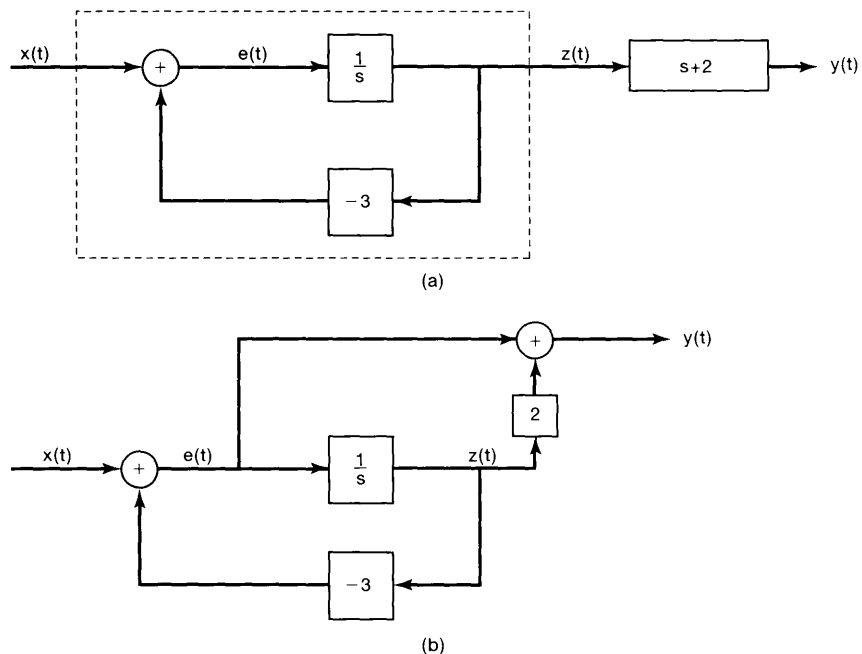 x(t)
+
e(t)
1
s
z(t)
s+2
y(t)
−3
(a)
+
y(t)
2
x(t)
+
e(t)
1
s
z(t)
−3
(b)